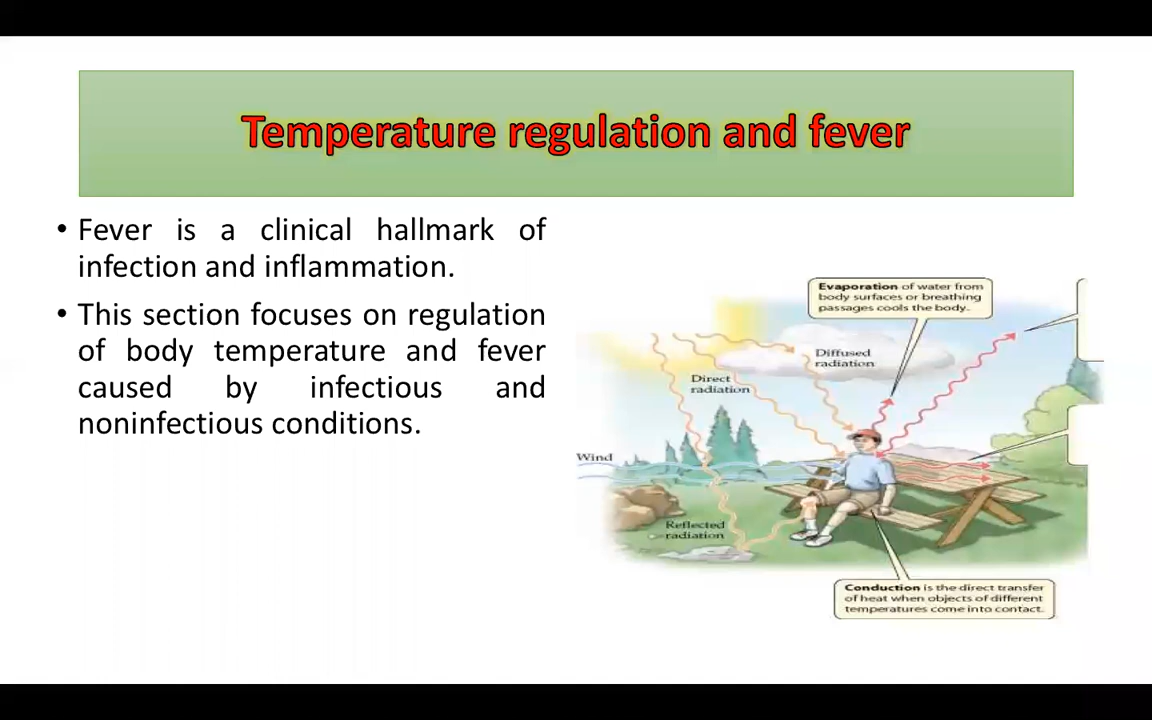 Temperature regulation and fever
• Fever is a clinical hallmark of
infection and inflammation.
• This section focuses on regulation
of body temperature and fever
caused by infectious and
noninfectious conditions.
Evaporation of water from
body surfaces or breathing
passages cools the body.
Diffused
radiation
Direct
radiation
Wind
Reflected
radiation
Conduction is the direct transfer
of heat when objects of different
temperatures come into contact.